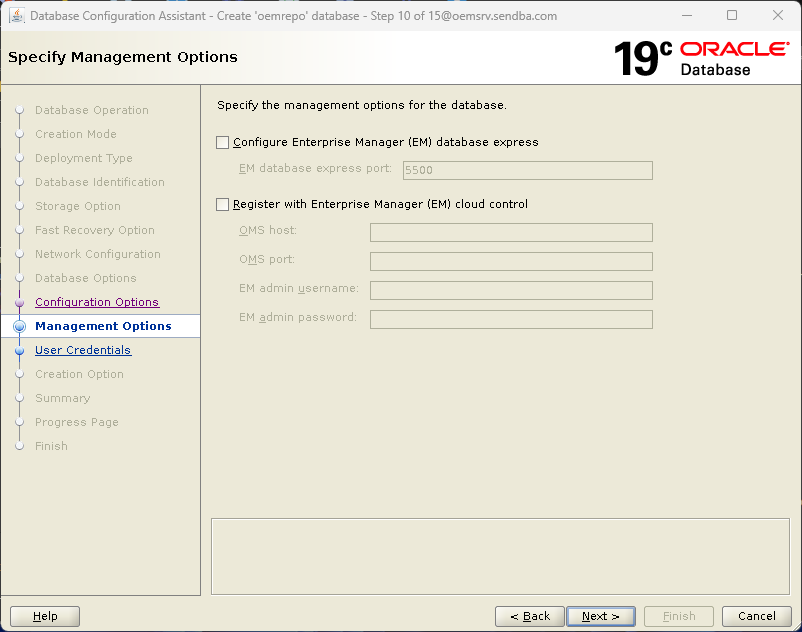 Database Configuration Assistant - Create 'oemrepo' database - Step 10 of 15@oemsrv.sendba.com
Specify Management Options
19c ORACLE Database
Database Operation
Creation Mode
Deployment Type
Database Identification
Storage Option
Fast Recovery Option
Network Configuration
Database Options
Configuration Options
Management Options
User Credentials
Creation Option
Summary
Progress Page
Finish
Specify the management options for the database.
Configure Enterprise Manager (EM) database express
EM database express port: 5500
Register with Enterprise Manager (EM) cloud control
OMS host:
OMS port:
EM admin username:
EM admin password:
Help < Back Next > Finish Cancel